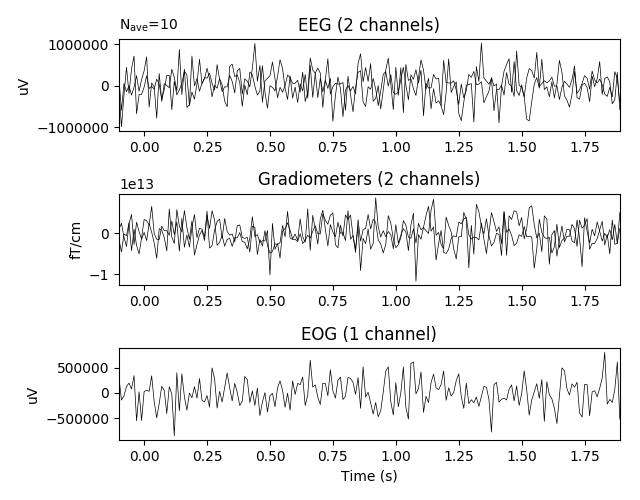 N_ave=10
EEG (2 channels)
1000000
0
−1000000
uV
0.00 0.25 0.50 0.75 1.00 1.25 1.50 1.75
1e13
Gradiometers (2 channels)
0
−1
fT/cm
0.00 0.25 0.50 0.75 1.00 1.25 1.50 1.75
EOG (1 channel)
500000
0
−500000
uV
0.00 0.25 0.50 0.75 1.00 1.25 1.50 1.75
Time (s)